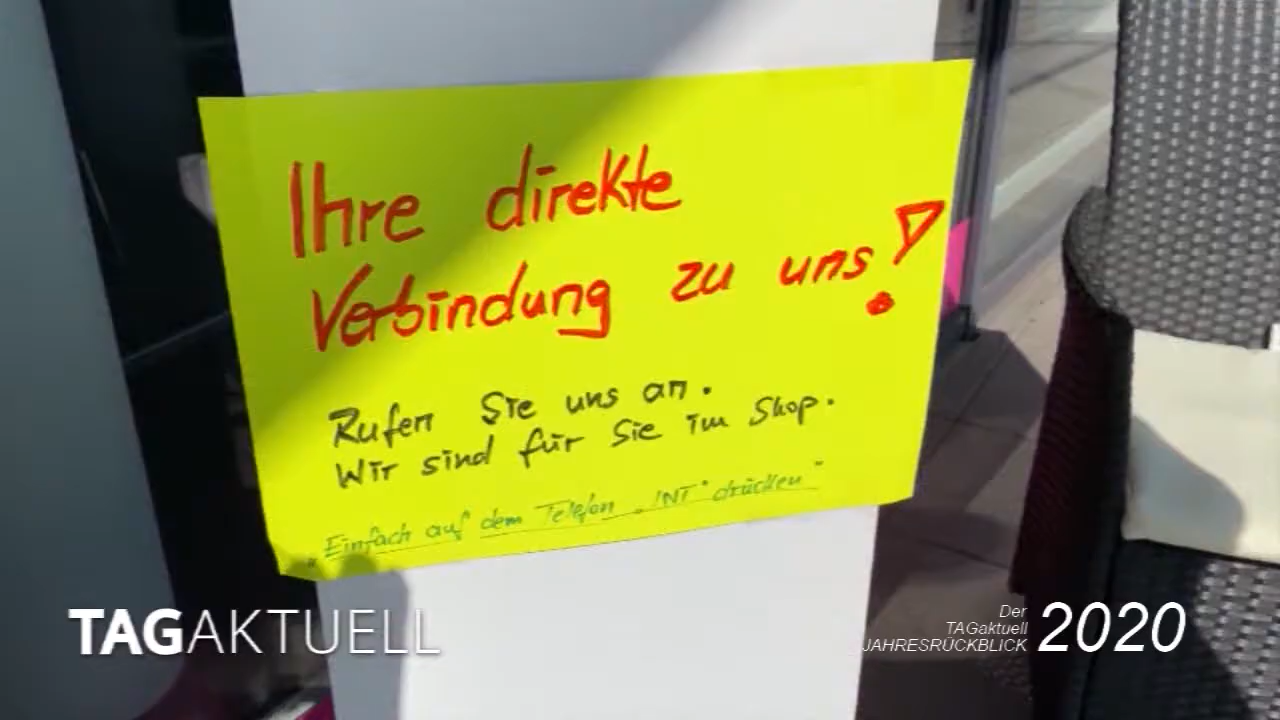 Ihre direkte
Verbindung zu uns!
Rufen Sie uns an.
Wir sind für Sie im Shop.
"Einfach auf dem Telefon „INT" drücken"
TAGAKTUELL
Der
TAGaktuell
JAHRESRÜCKBLICK
2020